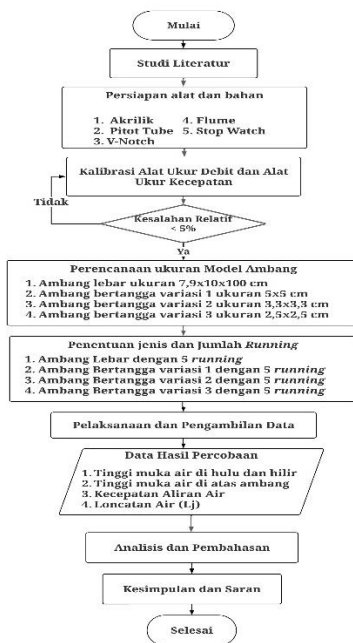 Mulai
Studi Literatur
Persiapan alat dan bahan
1. Akrilik 4. Flume
2. Pitot Tube 5. Stop Watch
3. V-Notch
Kalibrasi Alat Ukur Debit dan Alat
Ukur Kecepatan
Tidak
Kesalahan Relatif
< 5%
Ya
Perencanaan ukuran Model Ambang
1. Ambang lebar ukuran 7,9x10x100 cm
2. Ambang bertangga variasi 1 ukuran 5x5 cm
3. Ambang bertangga variasi 2 ukuran 3,3x3,3 cm
4. Ambang bertangga variasi 3 ukuran 2,5x2,5 cm
Penentuan jenis dan Jumlah Running
1. Ambang Lebar dengan 5 running
2. Ambang Bertangga variasi 1 dengan 5 running
3. Ambang Bertangga variasi 2 dengan 5 running
4. Ambang Bertangga variasi 3 dengan 5 running
Pelaksanaan dan Pengambilan Data
Data Hasil Percobaan
1. Tinggi muka air di hulu dan hilir
2. Tinggi muka air di atas ambang
3. Kecepatan Aliran Air
4. Loncatan Air (Lj)
Analisis dan Pembahasan
Kesimpulan dan Saran
Selesai